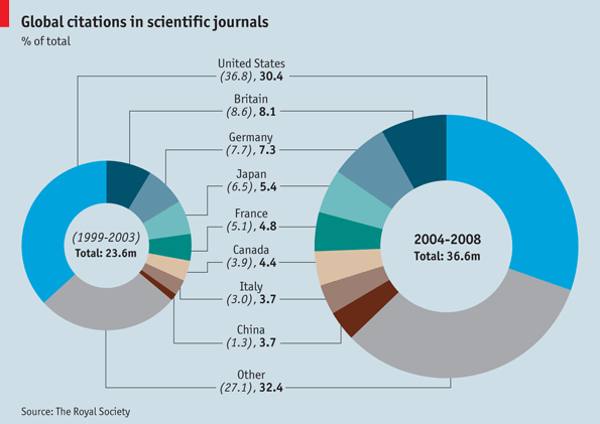 Global citations in scientific journals
% of total
United States
(36.8), 30.4
Britain
(8.6), 8.1
Germany
(7.7), 7.3
Japan
(6.5), 5.4
France
(5.1), 4.8
Canada
(3.9), 4.4
Italy
(3.0), 3.7
China
(1.3), 3.7
Other
(27.1), 32.4
(1999-2003)
Total: 23.6m
2004-2008
Total: 36.6m
Source: The Royal Society